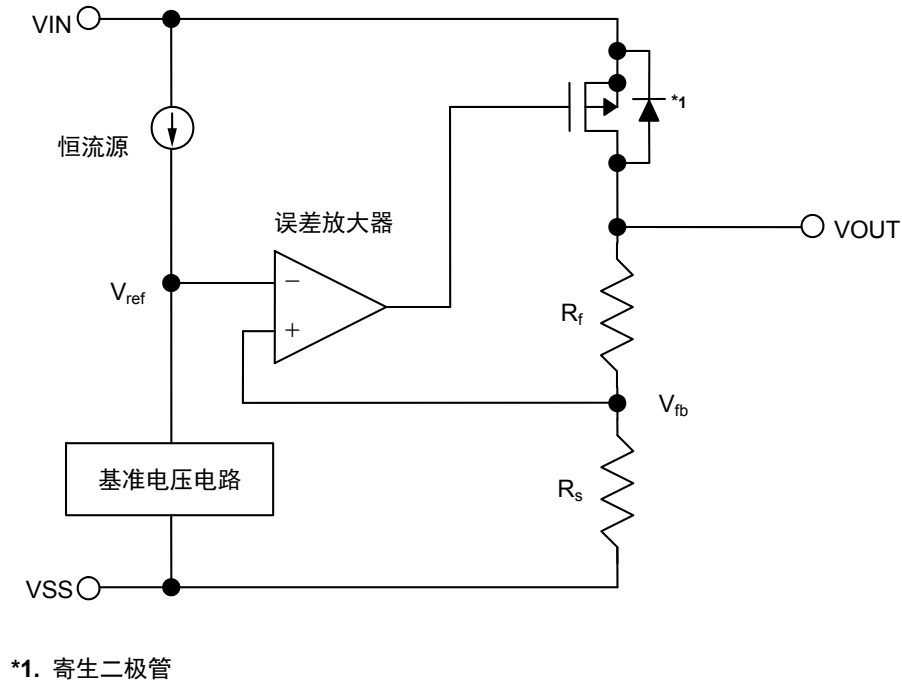 VIN
*1
恒流源
误差放大器
VOUT
Vref
−
+
Rf
Vfb
基准电压电路
Rs
VSS
*1. 寄生二极管